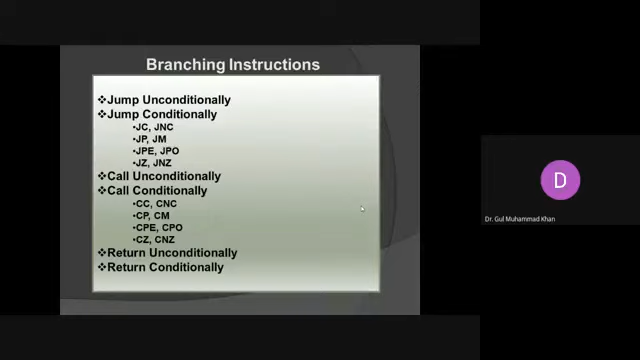 Branching Instructions
❖Jump Unconditionally
❖Jump Conditionally
•JC, JNC
•JP, JM
•JPE, JPO
•JZ, JNZ
❖Call Unconditionally
❖Call Conditionally
•CC, CNC
•CP, CM
•CPE, CPO
•CZ, CNZ
❖Return Unconditionally
❖Return Conditionally
D
Dr. Gul Muhammad Khan